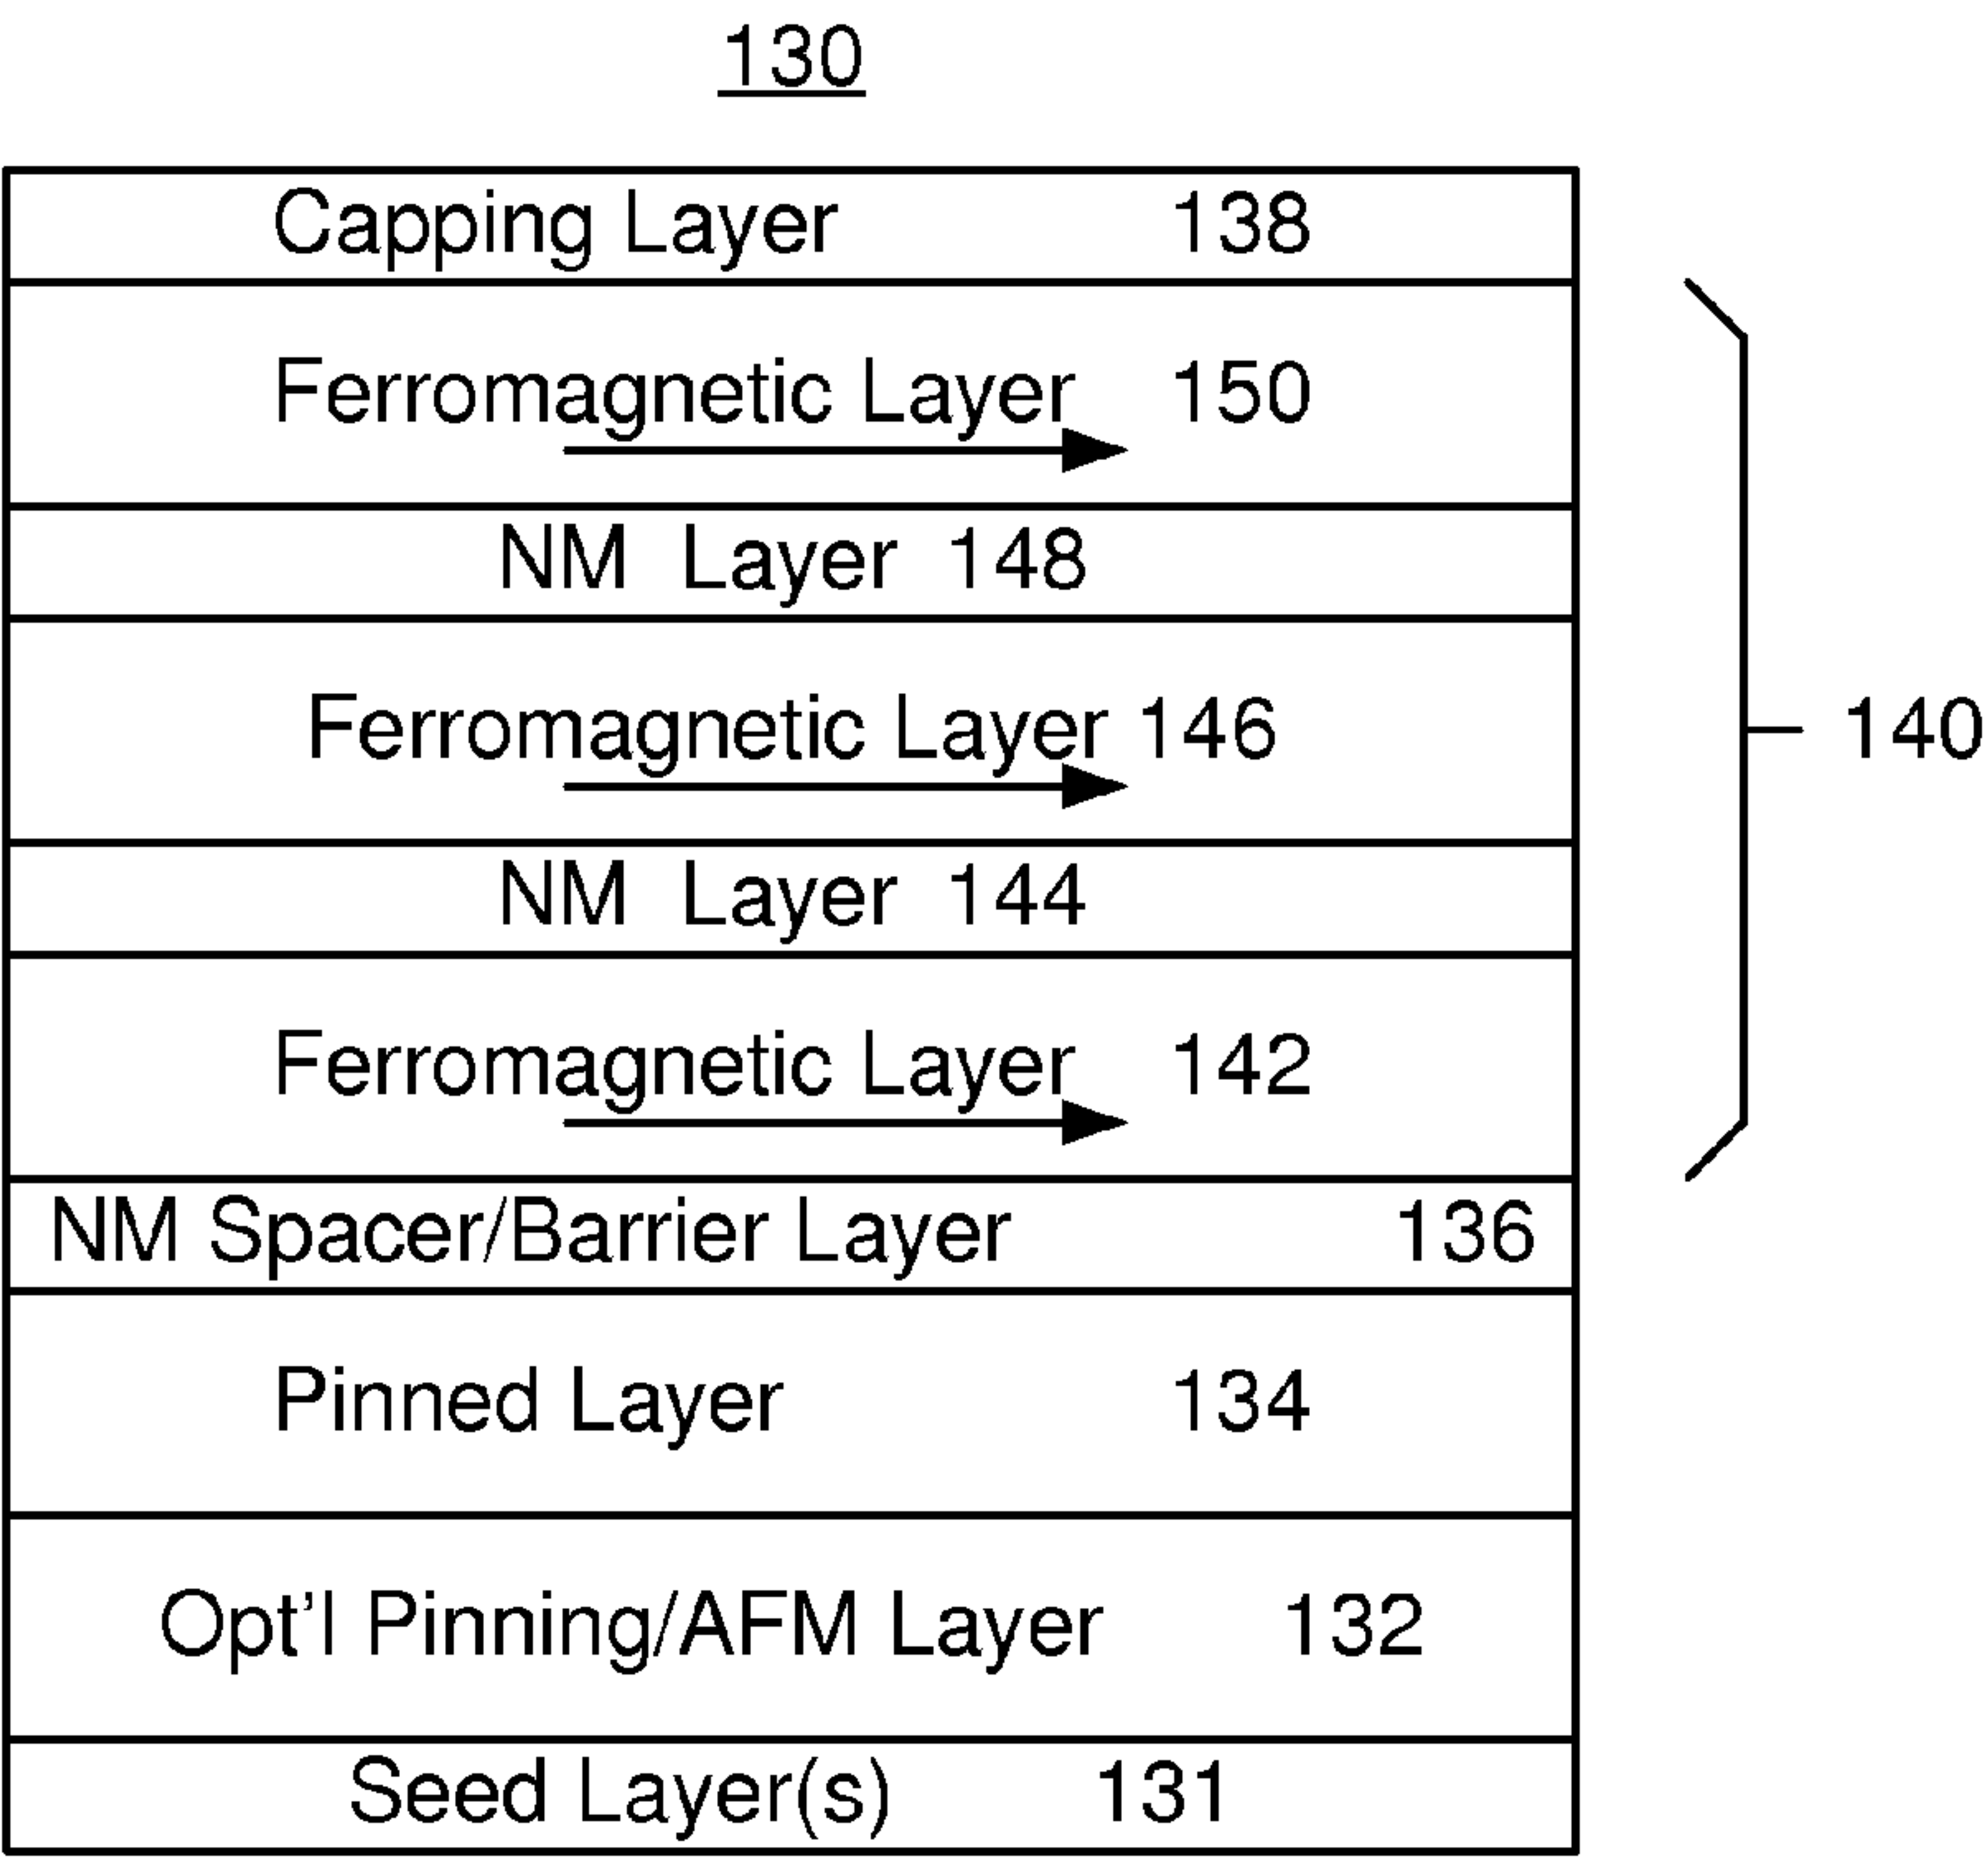 130
Capping Layer 138
Ferromagnetic Layer 150
NM Layer 148
Ferromagnetic Layer 146
140
NM Layer 144
Ferromagnetic Layer 142
NM Spacer/Barrier Layer 136
Pinned Layer 134
Opt'l Pinning/AFM Layer 132
Seed Layer(s) 131